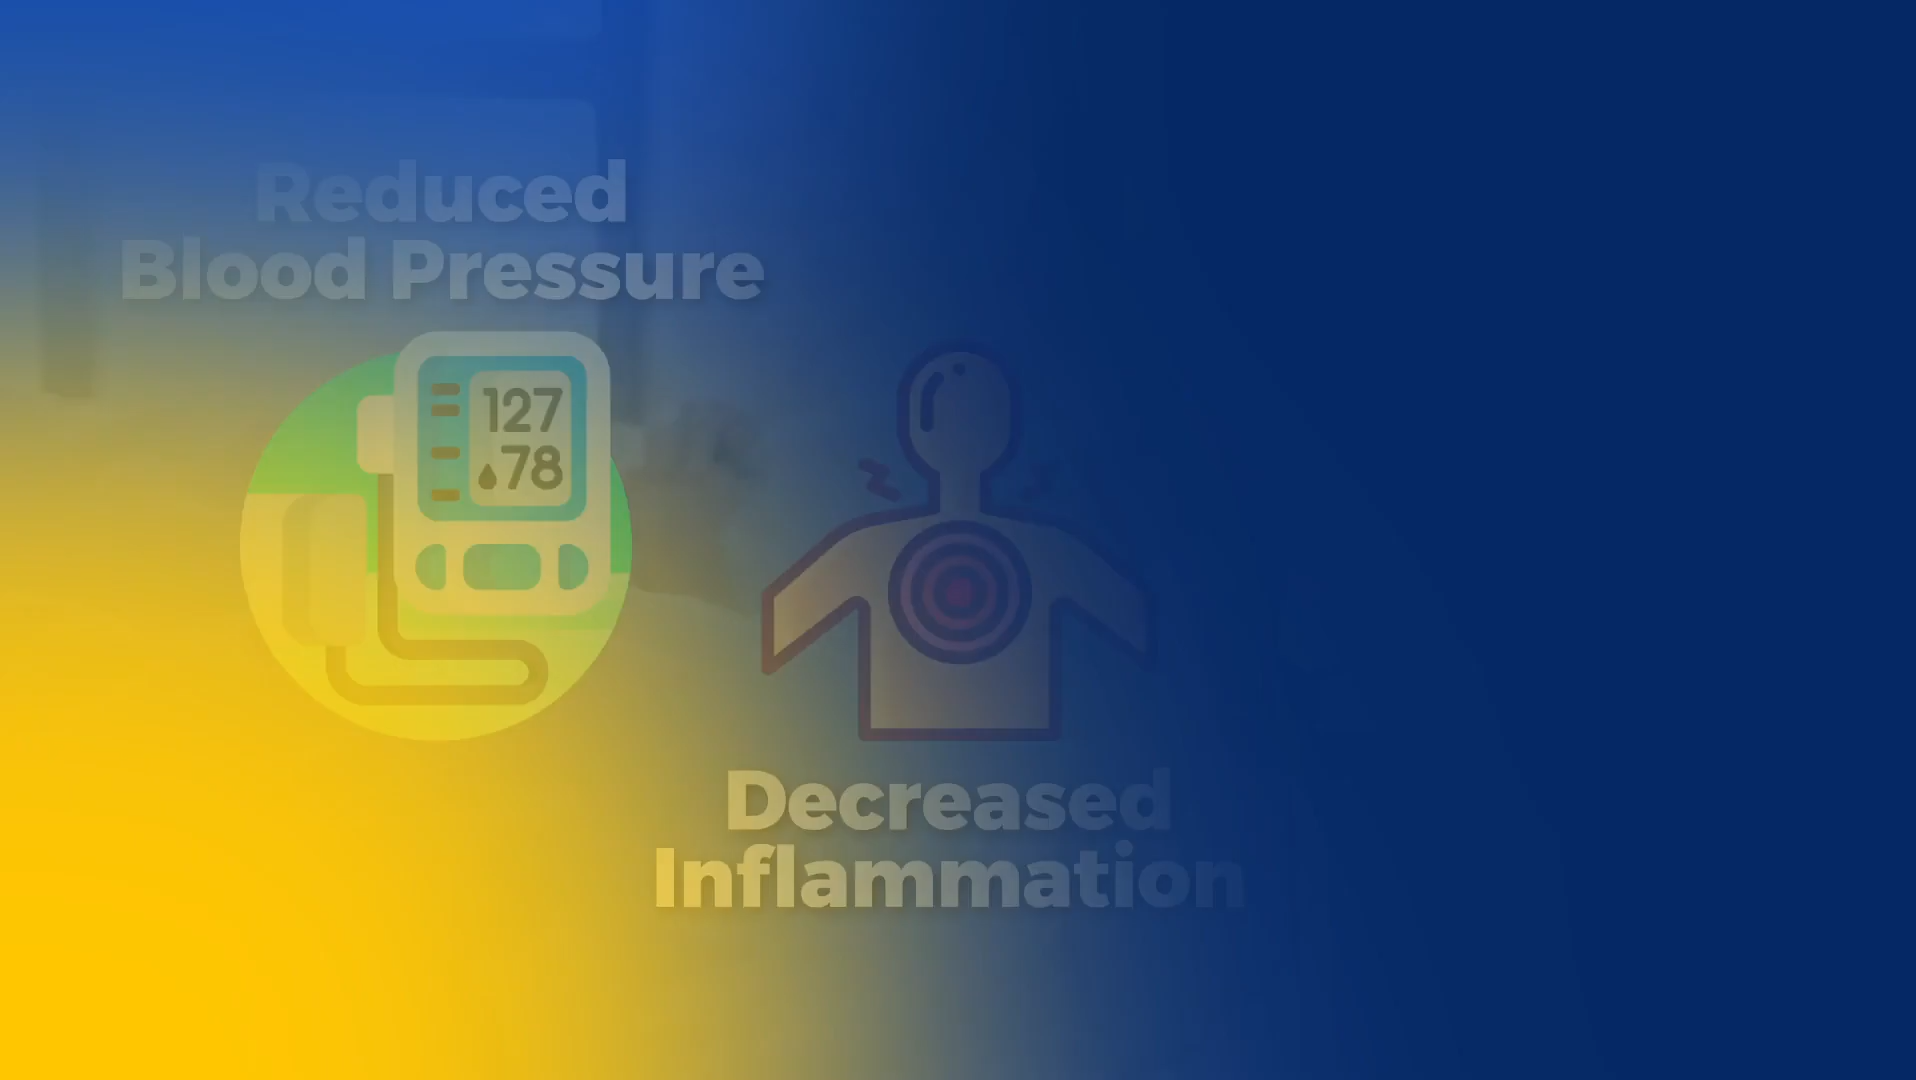 Reduced
Blood Pressure
127
78
Decreased
Inflammation